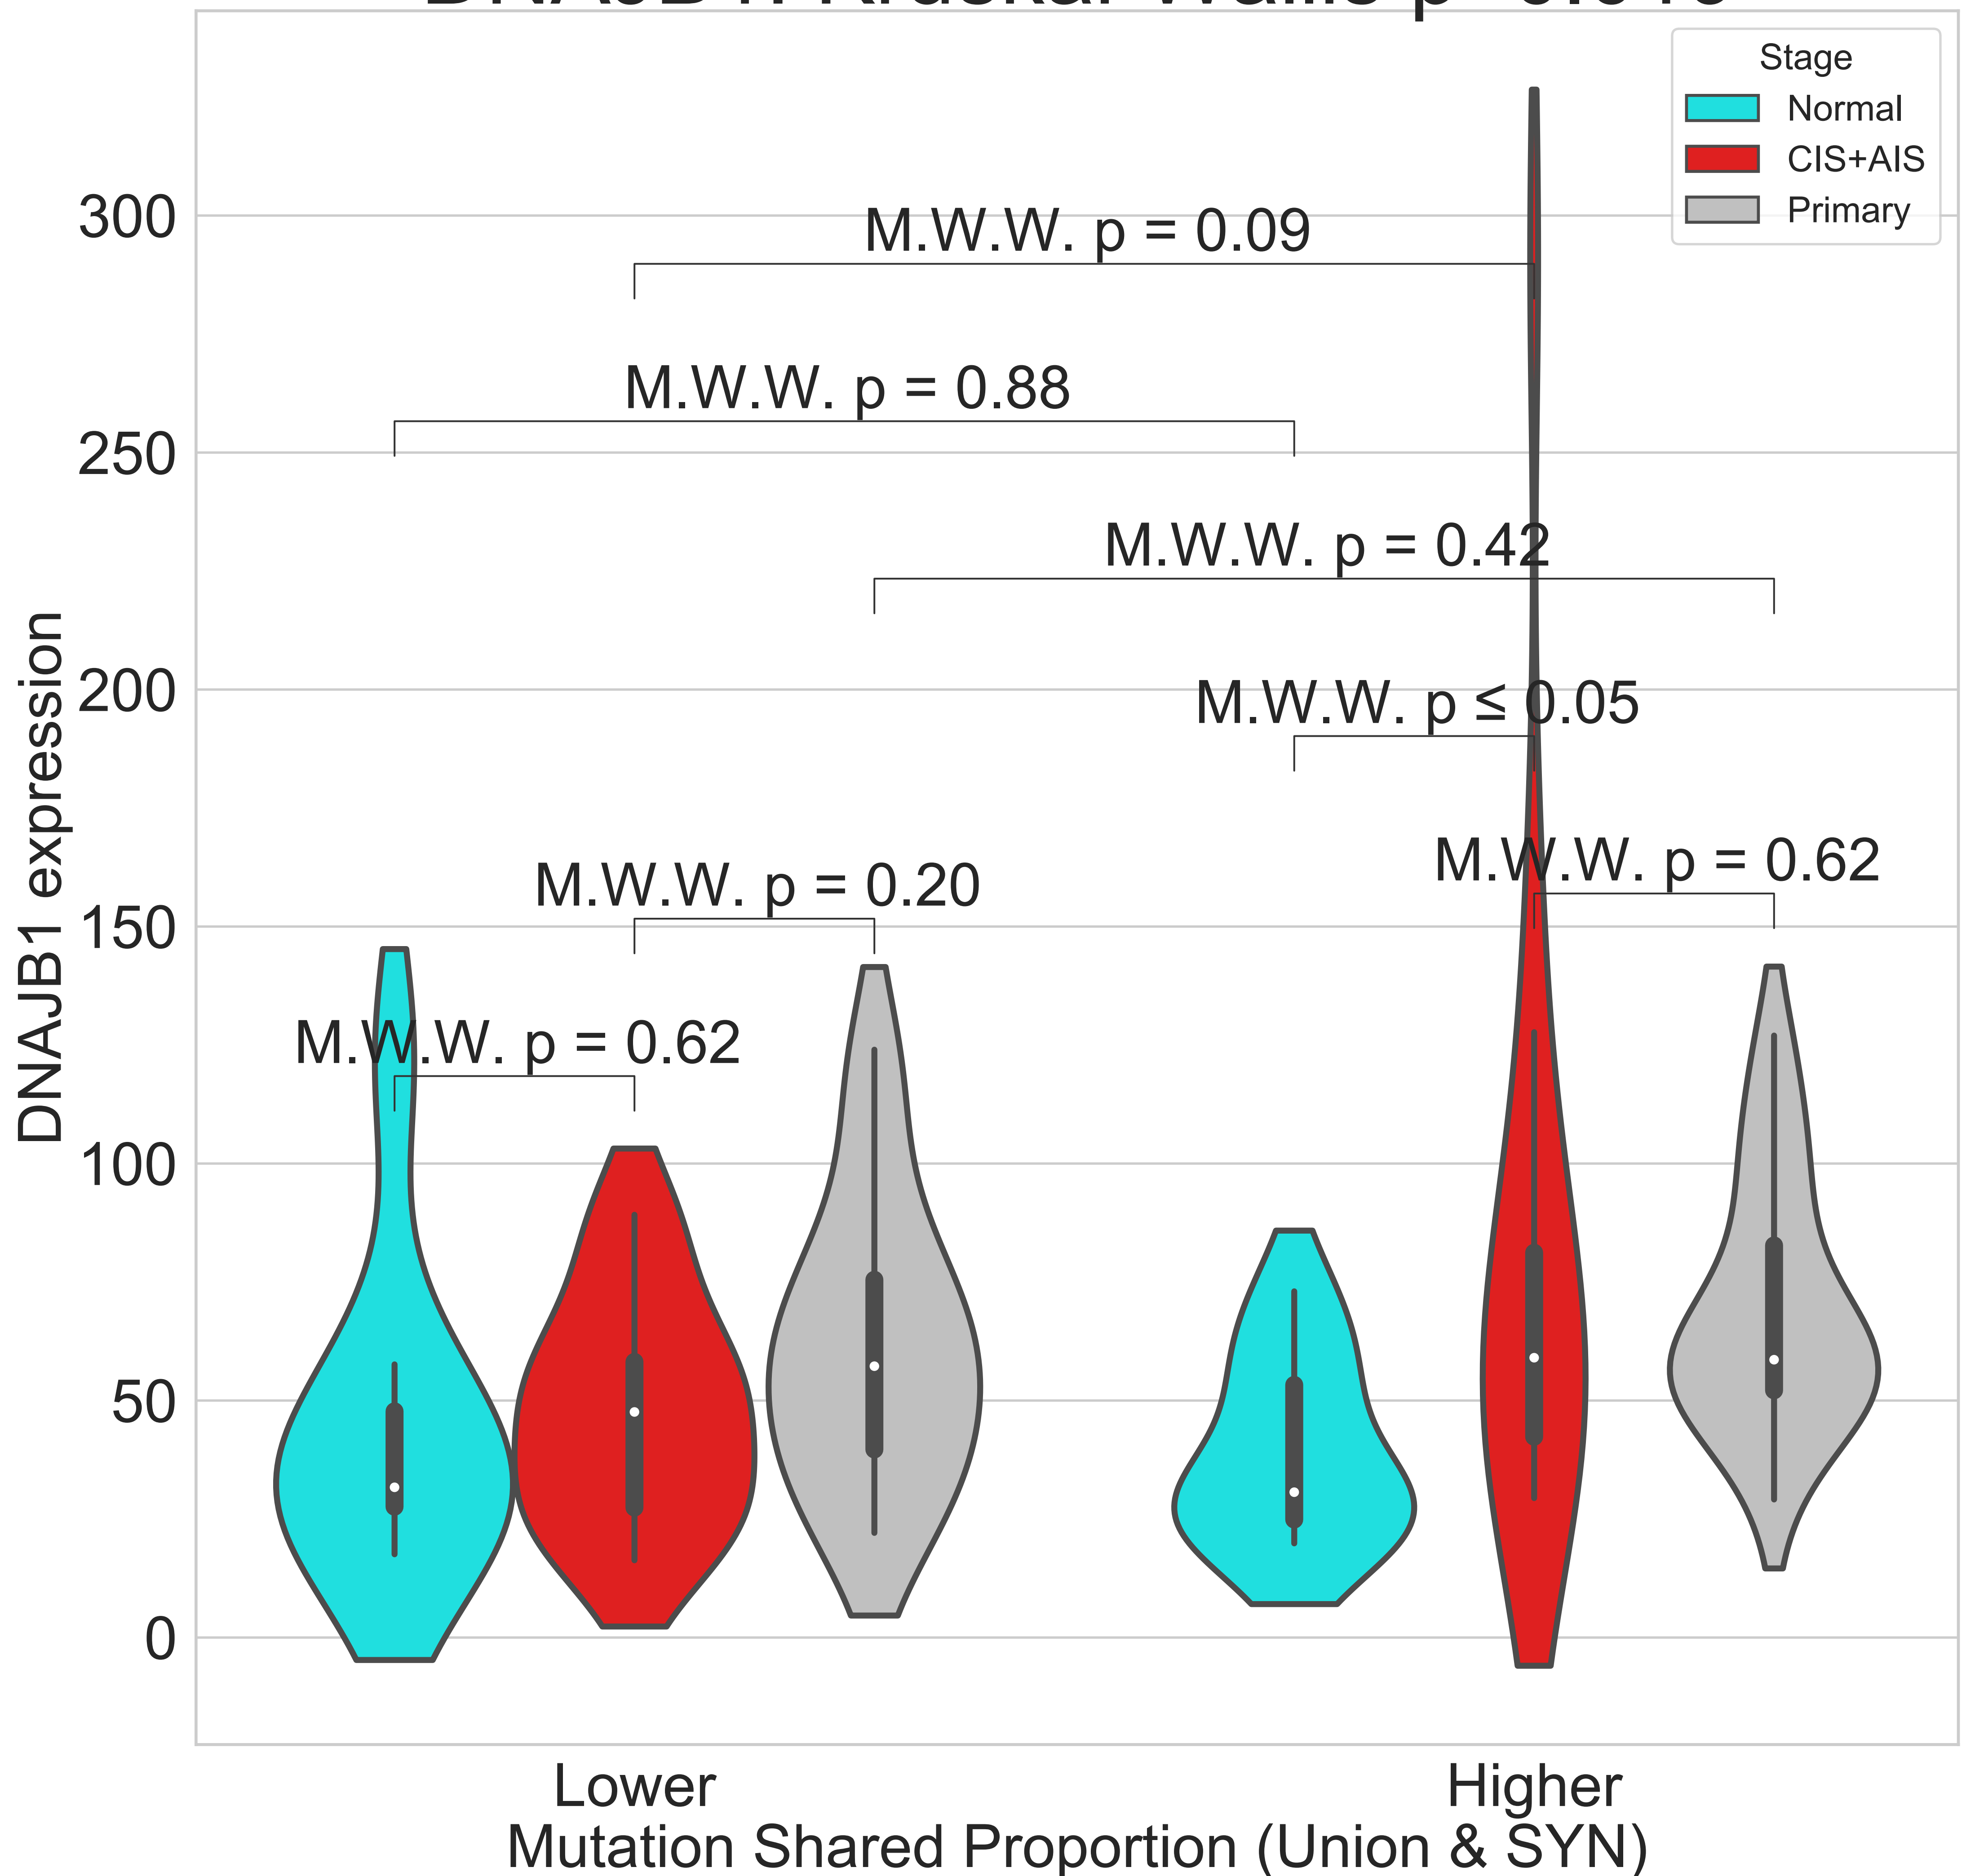 Stage
Normal
CIS+AIS
Primary
300
250
200
150
100
50
0
DNAJB1 expression
M.W.W. p = 0.09
M.W.W. p = 0.88
M.W.W. p = 0.42
M.W.W. p ≤ 0.05
M.W.W. p = 0.62
M.W.W. p = 0.20
M.W.W. p = 0.62
Lower
Higher
Mutation Shared Proportion (Union & SYN)